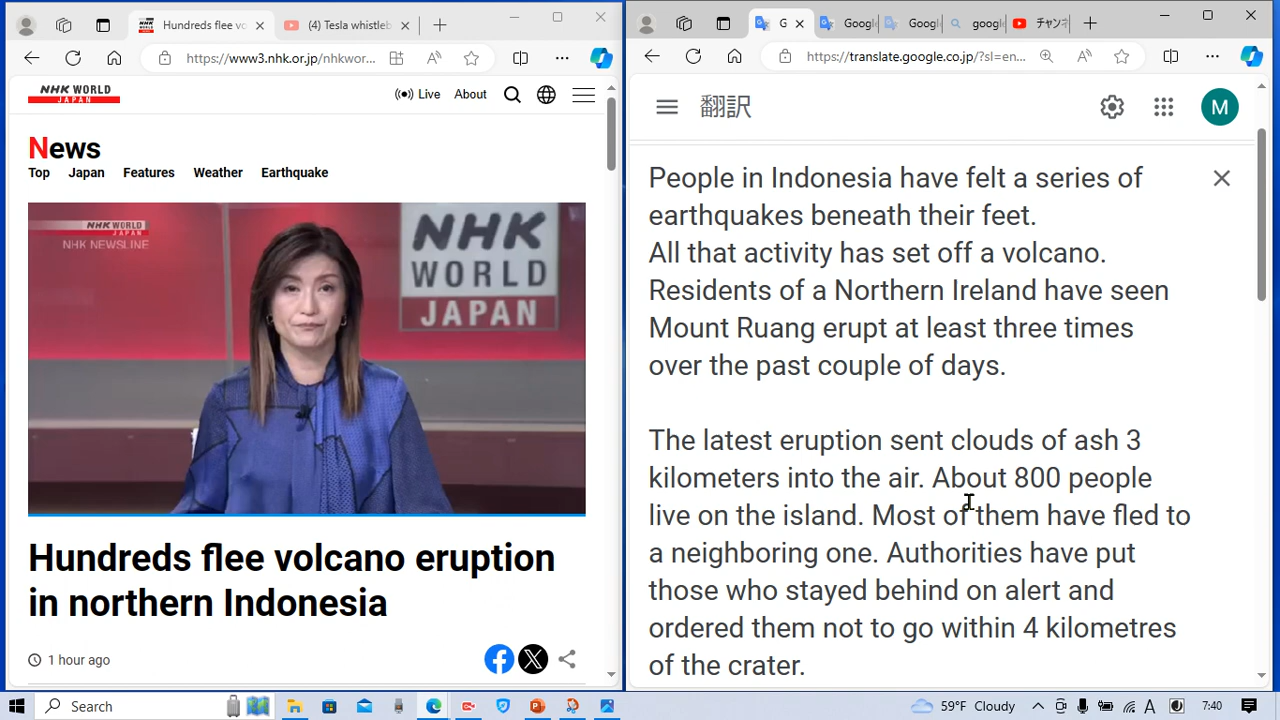 Hundreds flee vo
(4) Tesla whistleb
https://www3.nhk.or.jp/nhkwor...
NHK WORLD
JAPAN
Live
About
News
Top
Japan
Features
Weather
Earthquake
NHK WORLD
JAPAN
NHK NEWSLINE
NHK
WORLD
JAPAN
Hundreds flee volcano eruption
in northern Indonesia
1 hour ago
G
Googl
Googl
googl
チャンネ
https://translate.google.co.jp/?sl=en...
翻訳
M
People in Indonesia have felt a series of
earthquakes beneath their feet.
All that activity has set off a volcano.
Residents of a Northern Ireland have seen
Mount Ruang erupt at least three times
over the past couple of days.
The latest eruption sent clouds of ash 3
kilometers into the air. About 800 people
live on the island. Most of them have fled to
a neighboring one. Authorities have put
those who stayed behind on alert and
ordered them not to go within 4 kilometres
of the crater.
Search
59°F Cloudy
A
7:40